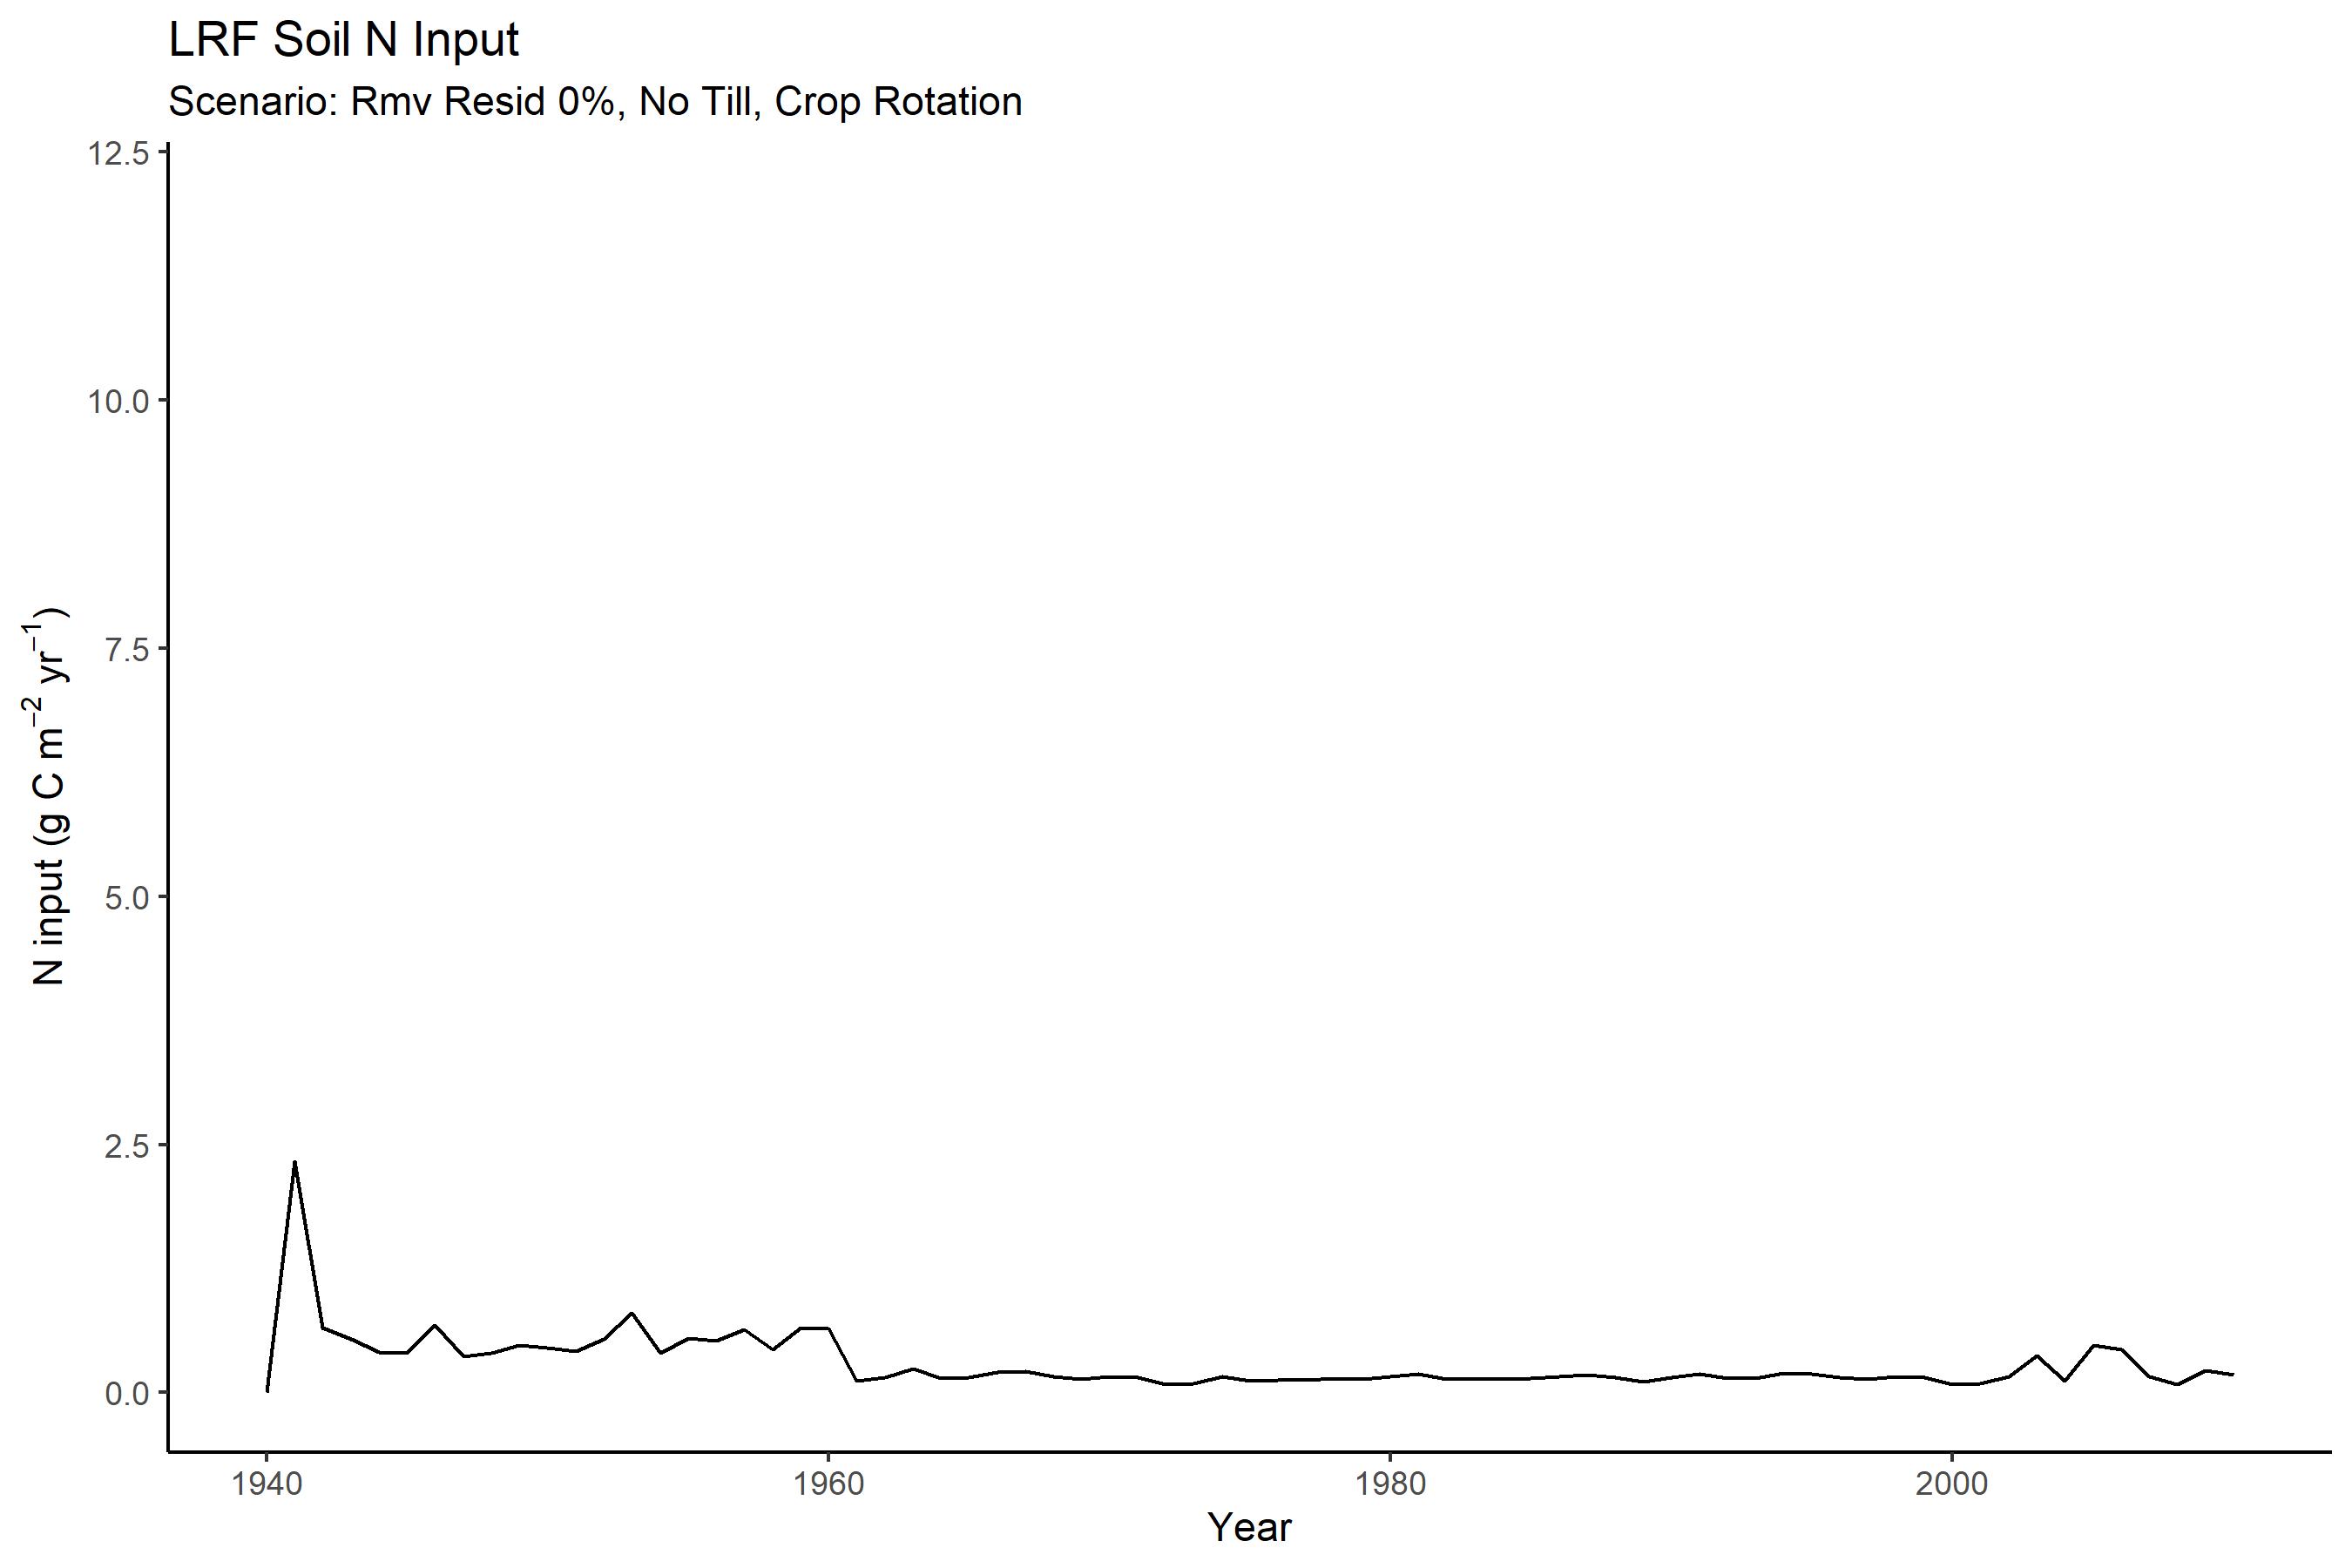 LRF Soil N Input
Scenario: Rmv Resid 0%, No Till, Crop Rotation
12.5
10.0
7.5
5.0
2.5
0.0
N input (g C m⁻² yr⁻¹)
1940 1960 1980 2000
Year